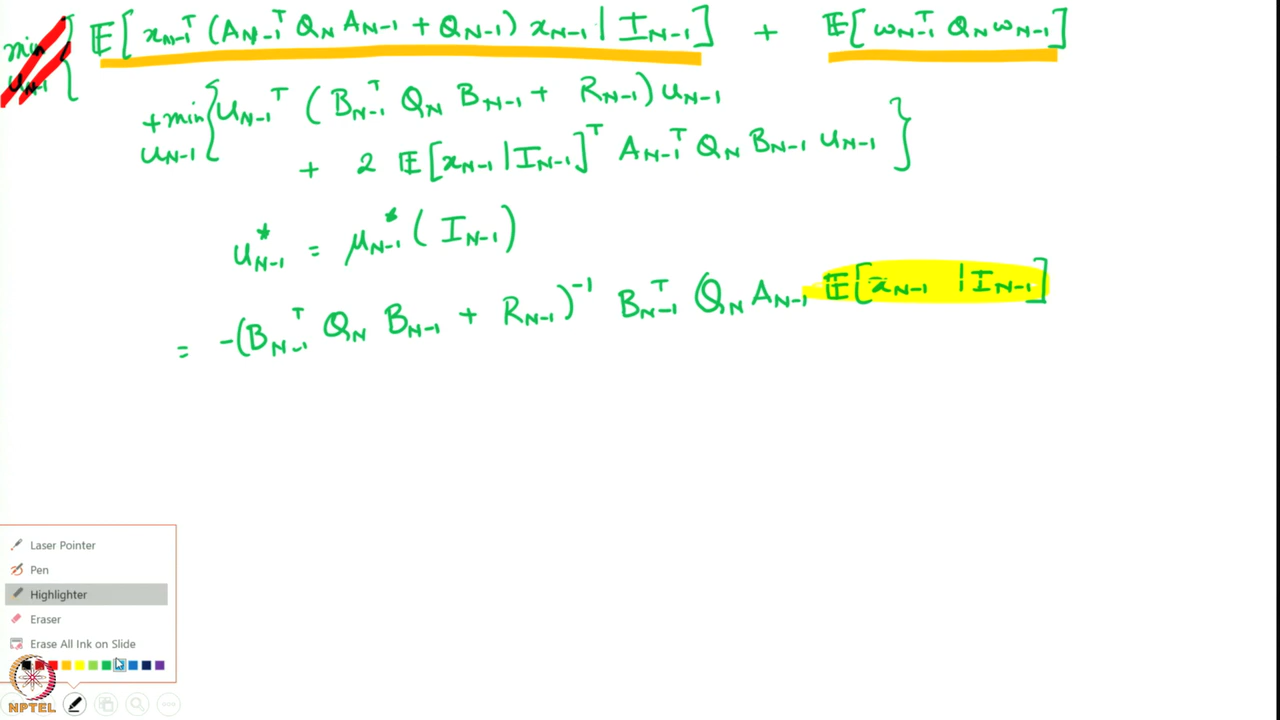 min { 𝔼[ x_{N-1}^T (A_{N-1}^T Q_N A_{N-1} + Q_{N-1}) x_{N-1} | I_{N-1} ] + 𝔼[ w_{N-1}^T Q_N w_{N-1} ]
u_{N-1}
+ min { u_{N-1}^T ( B_{N-1}^T Q_N B_{N-1} + R_{N-1} ) u_{N-1}
u_{N-1}
+ 2 𝔼[ x_{N-1} | I_{N-1} ]^T A_{N-1}^T Q_N B_{N-1} u_{N-1} }
u_{N-1}^* = μ_{N-1}^* ( I_{N-1} )
= -( B_{N-1}^T Q_N B_{N-1} + R_{N-1} )^{-1} B_{N-1}^T Q_N A_{N-1} 𝔼[ x_{N-1} | I_{N-1} ]
Laser Pointer
Pen
Highlighter
Eraser
Erase All Ink on Slide
NPTEL